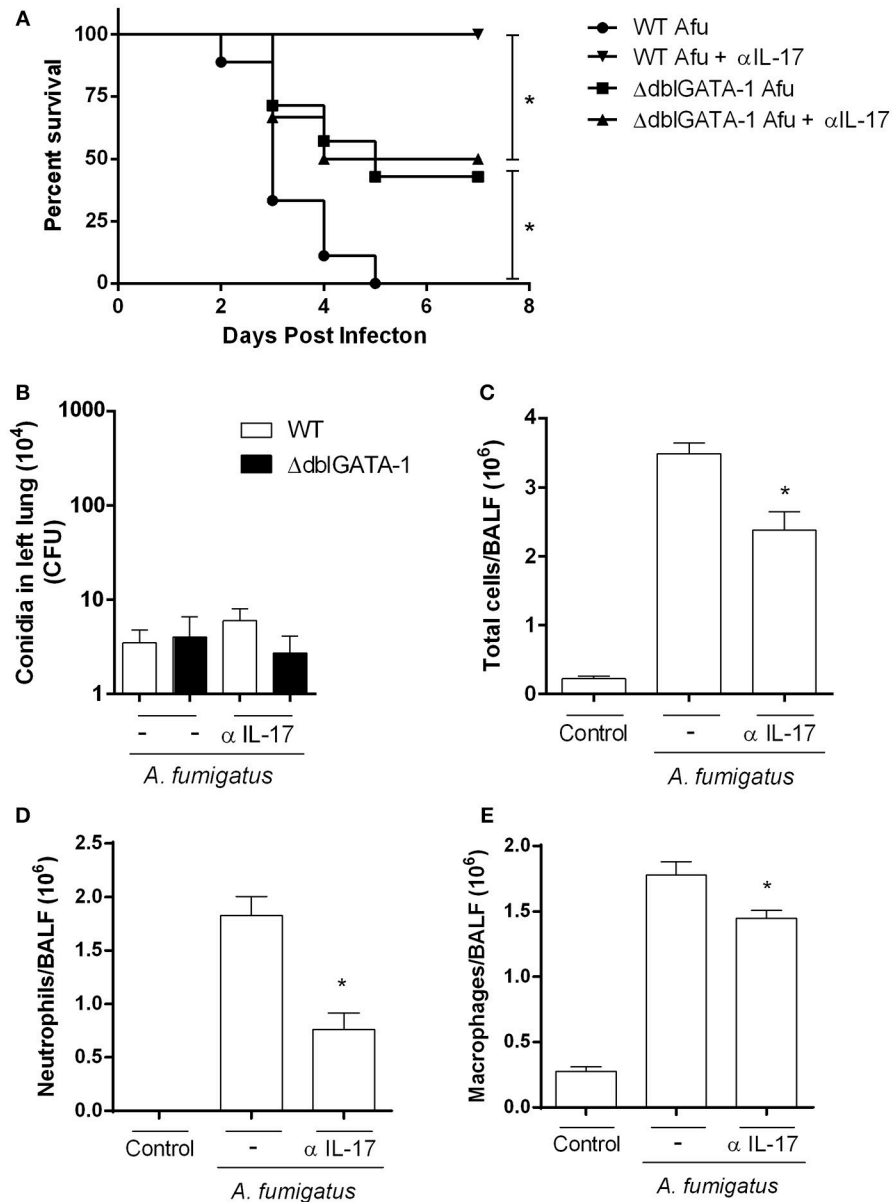 A
100
75
50
25
0
Percent survival
0 2 4 6 8
Days Post Infecton
*
*
WT Afu
WT Afu + αIL-17
ΔdblGATA-1 Afu
ΔdblGATA-1 Afu + αIL-17
B
1000
100
10
1
Conidia in left lung (10⁴)
(CFU)
WT
ΔdblGATA-1
- - α IL-17
A. fumigatus
C
4
3
2
1
0
Total cells/BALF (10⁶)
*
Control - α IL-17
A. fumigatus
D
2.5
2.0
1.5
1.0
0.5
0.0
Neutrophils/BALF (10⁶)
*
Control - α IL-17
A. fumigatus
E
2.0
1.5
1.0
0.5
0.0
Macrophages/BALF (10⁶)
*
Control - α IL-17
A. fumigatus